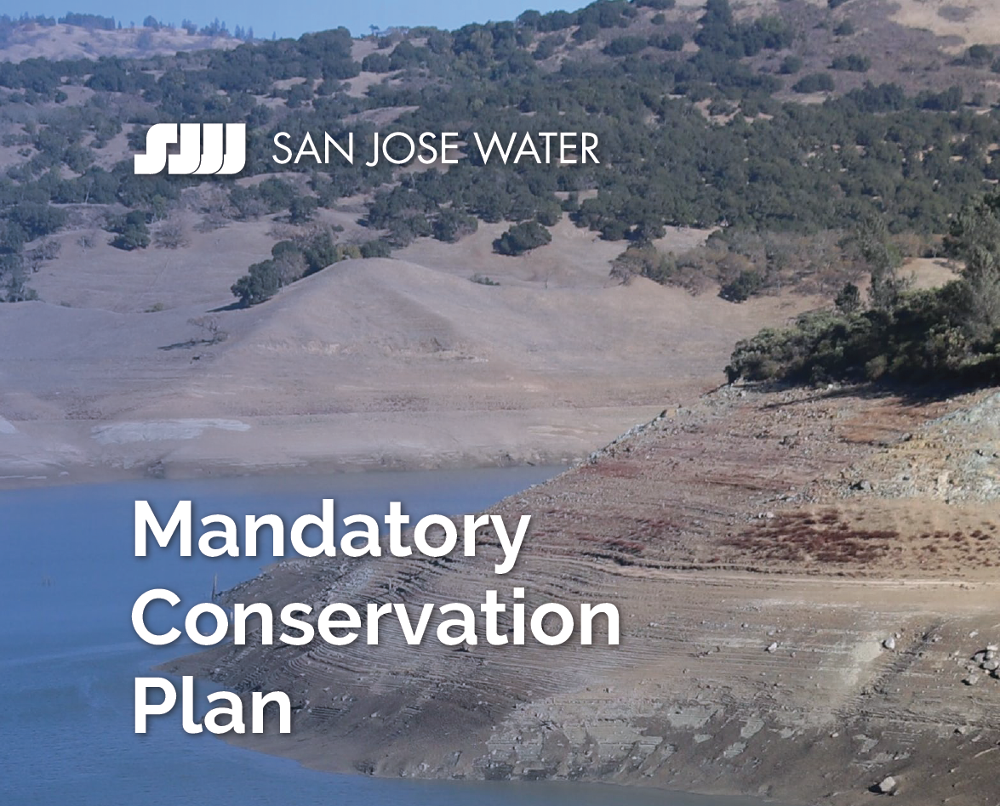 SJW SAN JOSE WATER
Mandatory
Conservation
Plan